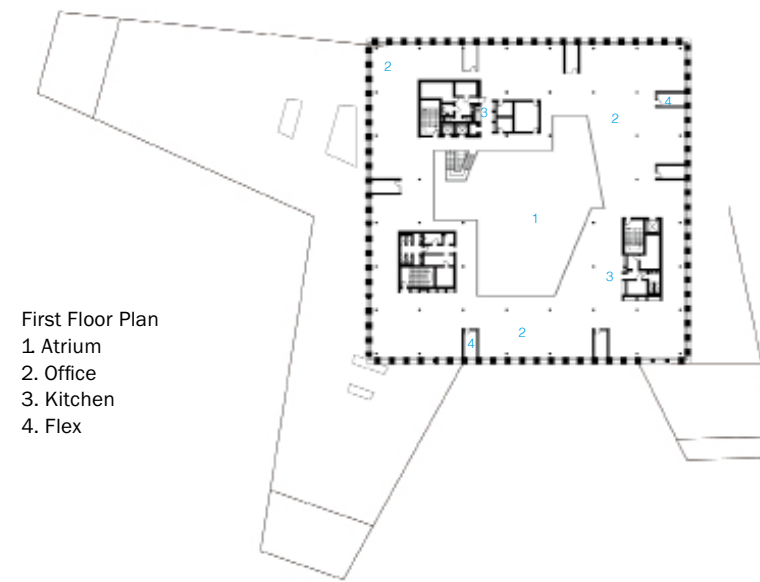 2
4
3
2
1
3
2
4
First Floor Plan
1. Atrium
2. Office
3. Kitchen
4. Flex